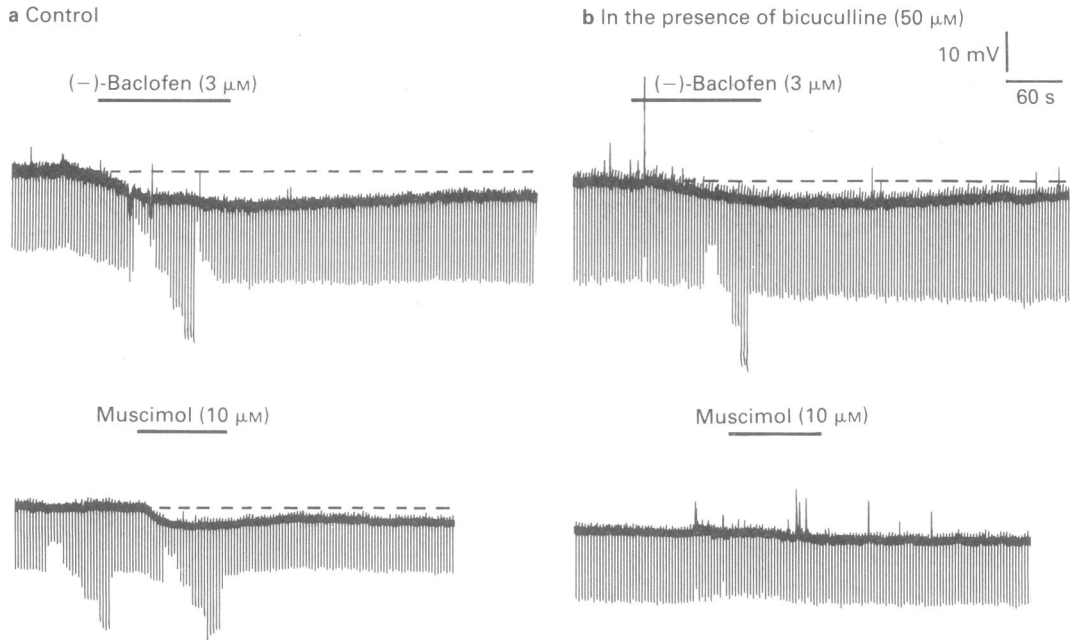 a Control
b In the presence of bicuculline (50 μM)
10 mV
60 s
(−)-Baclofen (3 μM)
(−)-Baclofen (3 μM)
Muscimol (10 μM)
Muscimol (10 μM)